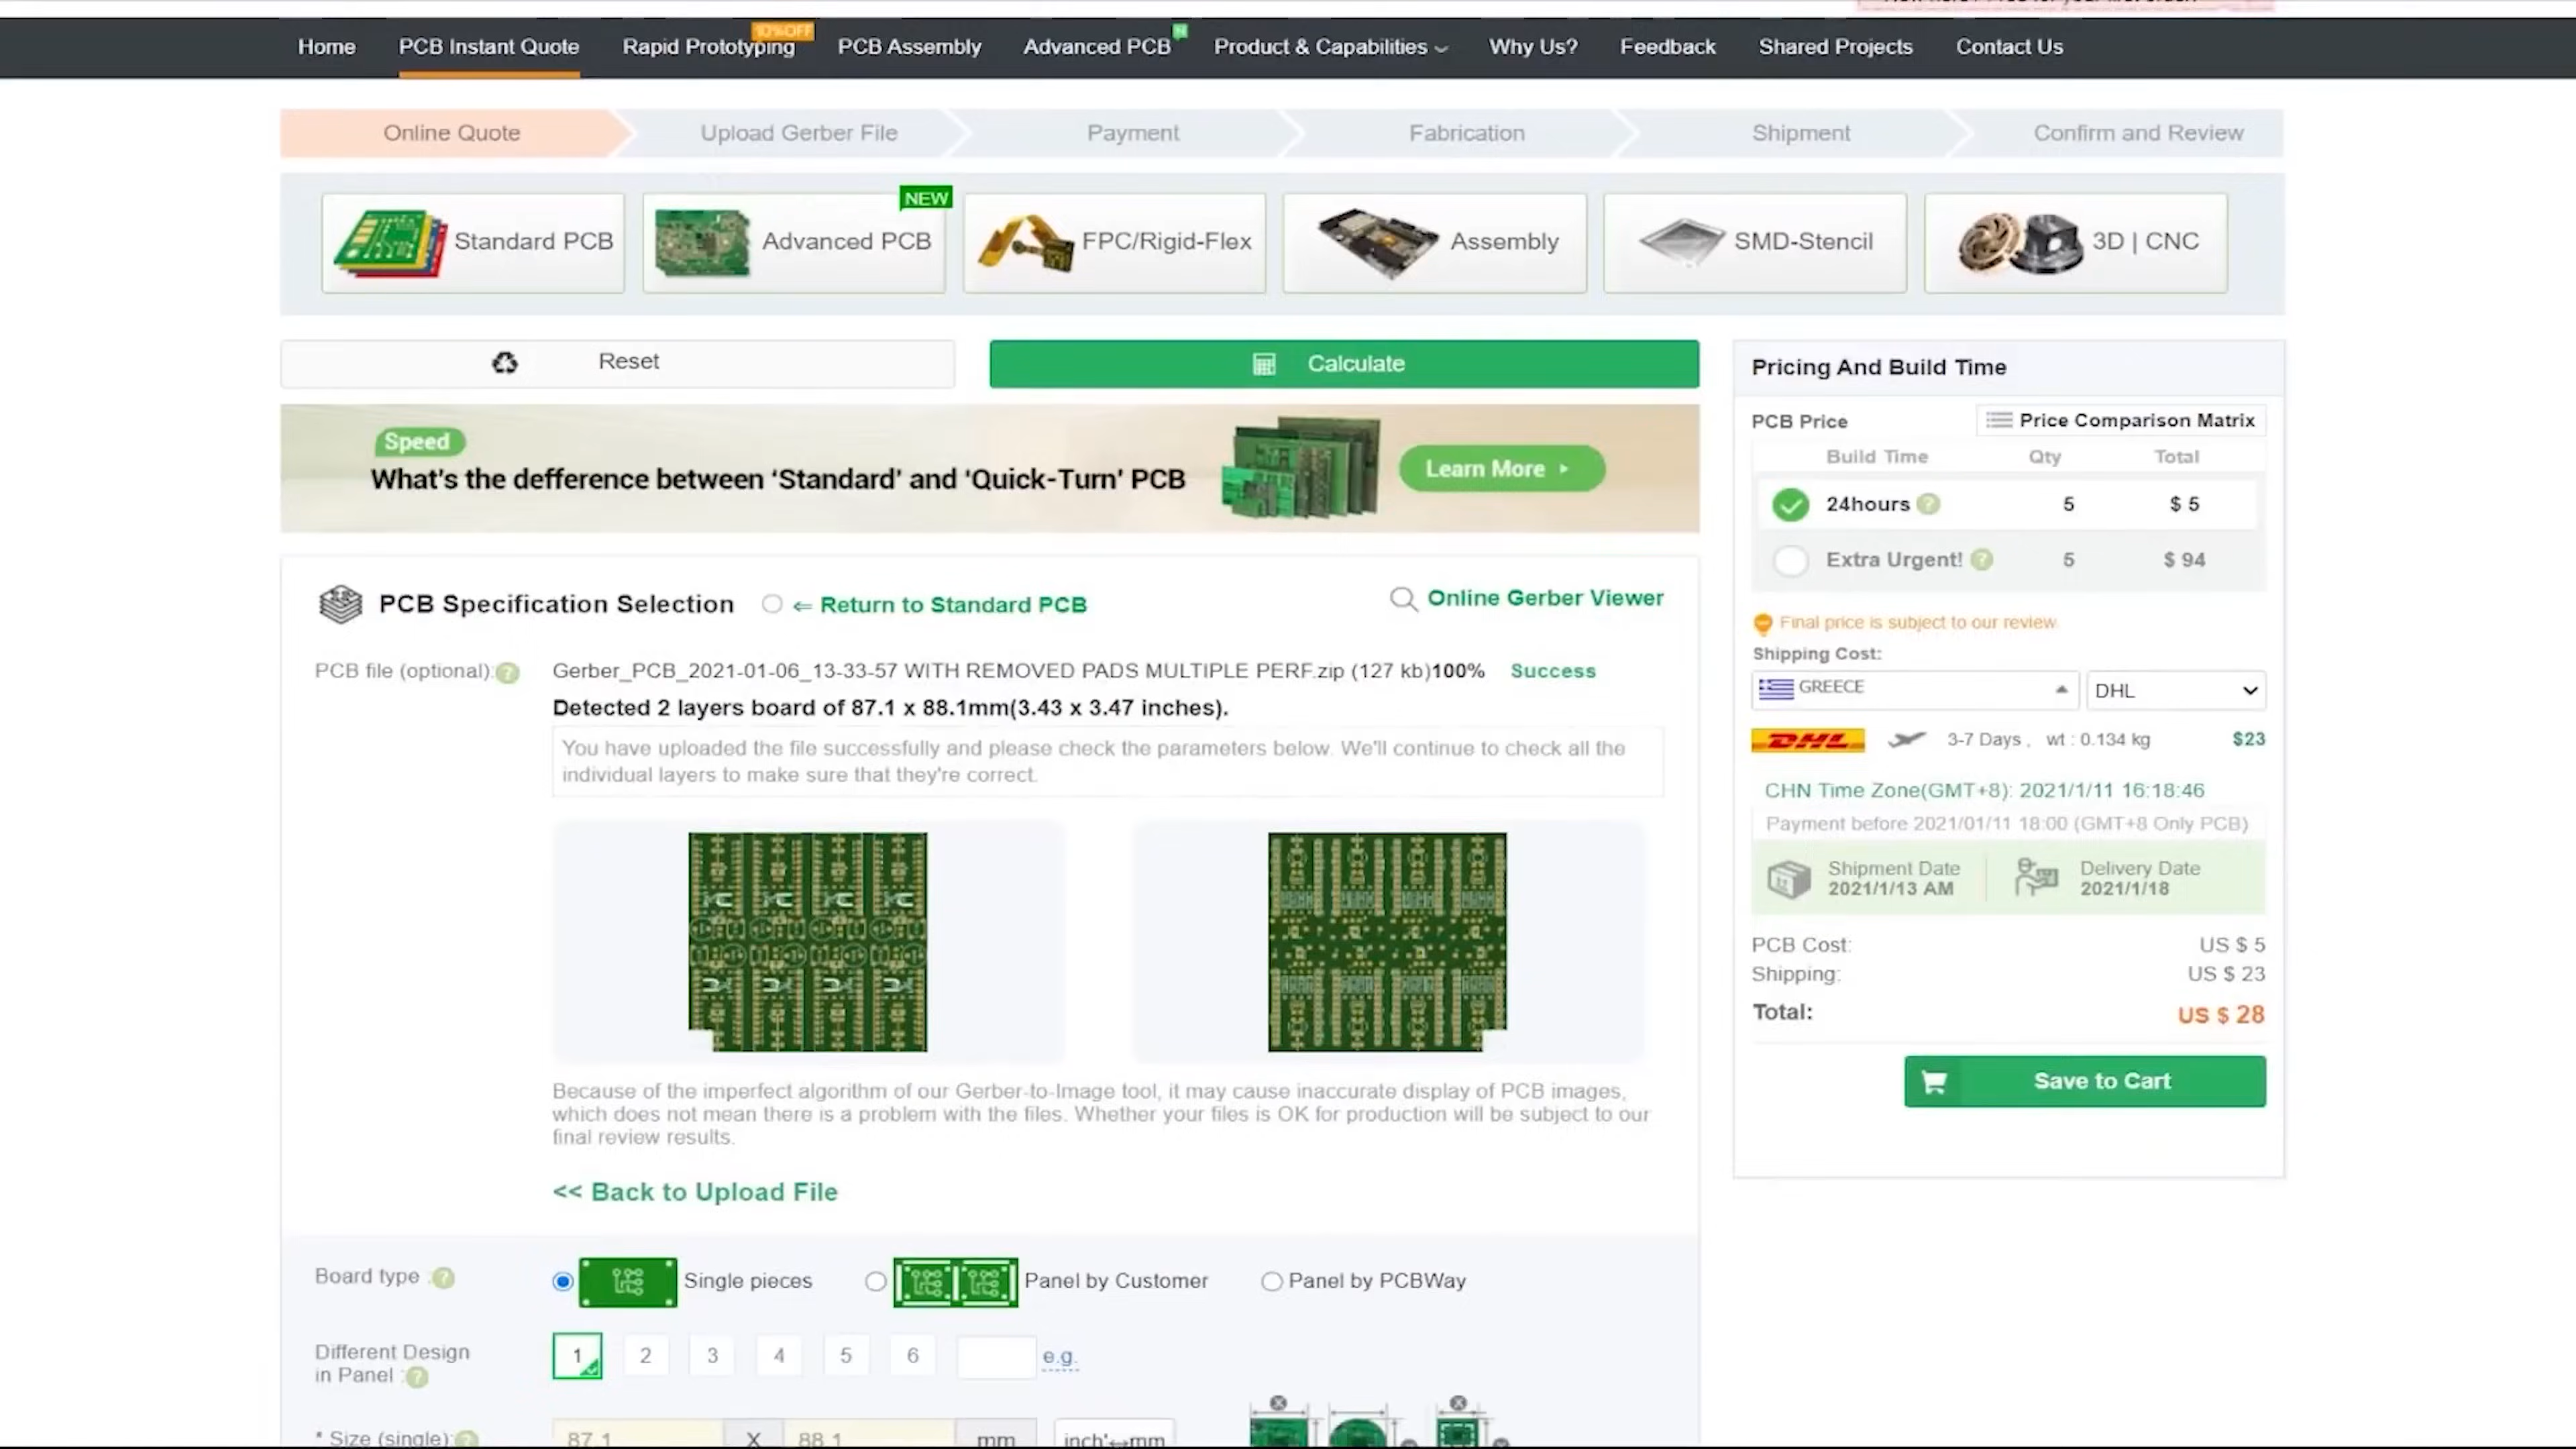 Home PCB Instant Quote Rapid Prototyping 10%OFF PCB Assembly Advanced PCB N Product & Capabilities Why Us? Feedback Shared Projects Contact Us
Online Quote Upload Gerber File Payment Fabrication Shipment Confirm and Review
NEW
Standard PCB Advanced PCB FPC/Rigid-Flex Assembly SMD-Stencil 3D | CNC
Reset Calculate
Speed
What's the defference between ‘Standard’ and ‘Quick-Turn’ PCB
Learn More
PCB Specification Selection ⇐ Return to Standard PCB
Online Gerber Viewer
PCB file (optional): ? Gerber_PCB_2021-01-06_13-33-57 WITH REMOVED PADS MULTIPLE PERF.zip (127 kb)100% Success
Detected 2 layers board of 87.1 x 88.1mm(3.43 x 3.47 inches).
You have uploaded the file successfully and please check the parameters below. We'll continue to check all the
individual layers to make sure that they're correct.
Because of the imperfect algorithm of our Gerber-to-Image tool, it may cause inaccurate display of PCB images,
which does not mean there is a problem with the files. Whether your files is OK for production will be subject to our
final review results.
<< Back to Upload File
Board type : ? Single pieces Panel by Customer Panel by PCBWay
Different Design
in Panel : ? 1 2 3 4 5 6 e.g.
* Size (single): ? 87.1 X 88.1 mm inch'↔mm
Pricing And Build Time
PCB Price Price Comparison Matrix
Build Time Qty Total
24hours ? 5 $ 5
Extra Urgent! ? 5 $ 94
Final price is subject to our review.
Shipping Cost:
GREECE DHL
DHL 3-7 Days , wt : 0.134 kg $23
CHN Time Zone(GMT+8): 2021/1/11 16:18:46
Payment before 2021/01/11 18:00 (GMT+8 Only PCB)
Shipment Date
2021/1/13 AM
Delivery Date
2021/1/18
PCB Cost: US $ 5
Shipping: US $ 23
Total: US $ 28
Save to Cart